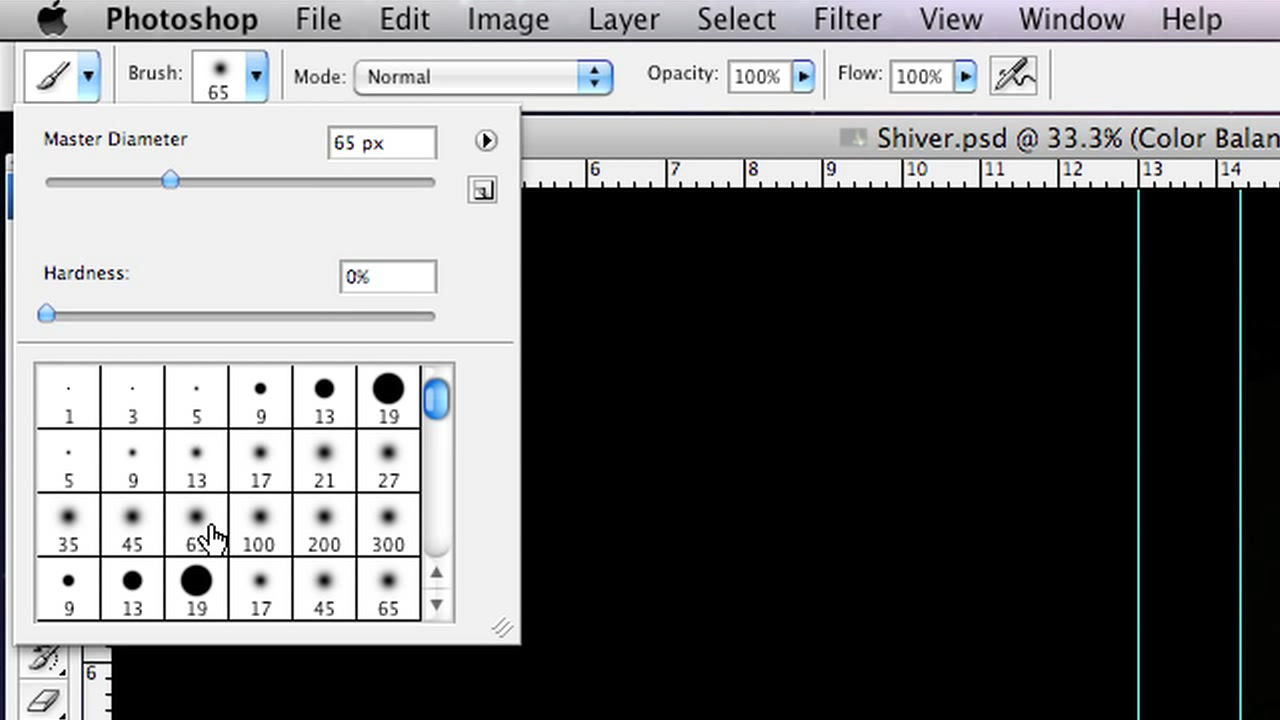 Photoshop File Edit Image Layer Select Filter View Window Help
Brush: 65 Mode: Normal Opacity: 100% Flow: 100%
Master Diameter 65 px
Shiver.psd @ 33.3% (Color Balan
6 7 8 9 10 11 12 13 14
Hardness: 0%
1 3 5 9 13 19
5 9 13 17 21 27
35 45 65 100 200 300
9 13 19 17 45 65
6